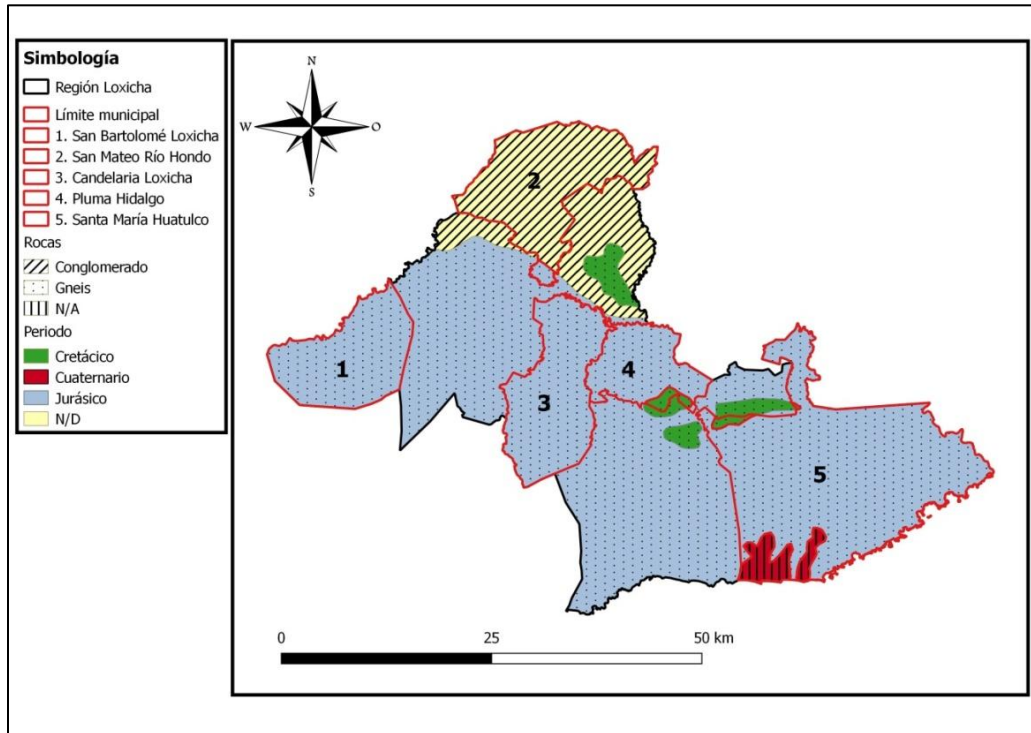 Simbología
Región Loxicha
Límite municipal
1. San Bartolomé Loxicha
2. San Mateo Río Hondo
3. Candelaria Loxicha
4. Pluma Hidalgo
5. Santa María Huatulco
Rocas
Conglomerado
Gneis
N/A
Periodo
Cretácico
Cuaternario
Jurásico
N/D
N
W
O
S
2
1
4
3
5
0
25
50 km